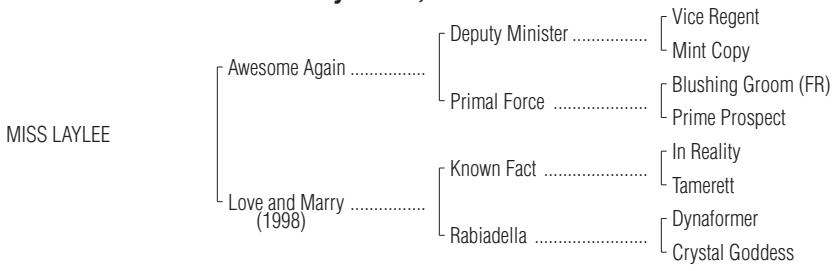 Vice Regent
Deputy Minister ................
Mint Copy
Awesome Again ................
Blushing Groom (FR)
Primal Force ....................
Prime Prospect
MISS LAYLEE
In Reality
Known Fact ......................
Tamerett
Love and Marry ................
(1998)
Dynaformer
Rabiadella ........................
Crystal Goddess